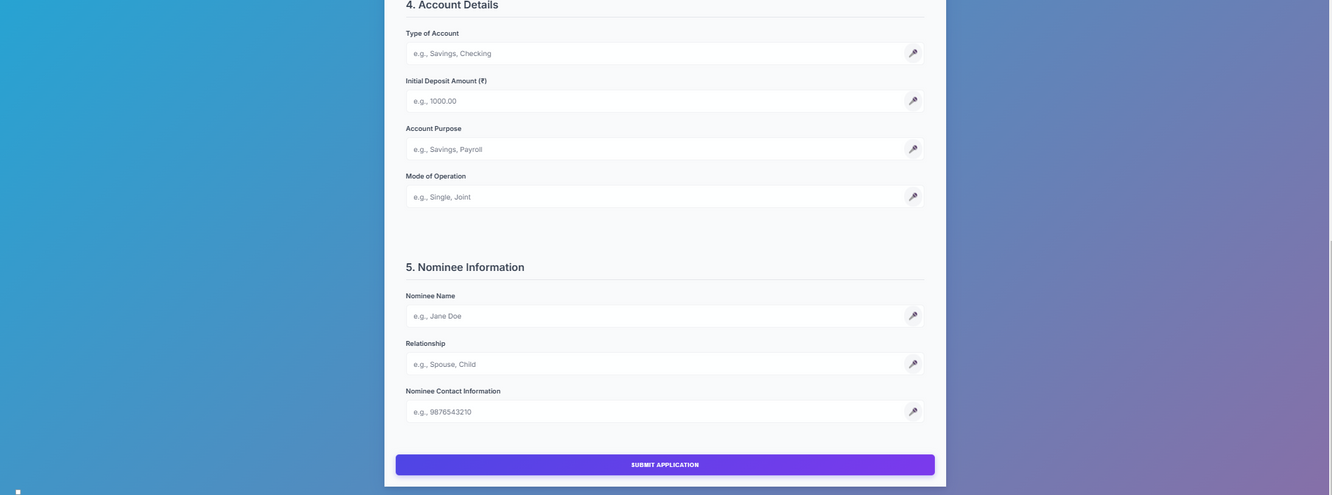 4. Account Details
Type of Account
e.g., Savings, Checking
Initial Deposit Amount (₹)
e.g., 1000.00
Account Purpose
e.g., Savings, Payroll
Mode of Operation
e.g., Single, Joint
5. Nominee Information
Nominee Name
e.g., Jane Doe
Relationship
e.g., Spouse, Child
Nominee Contact Information
e.g., 9876543210
SUBMIT APPLICATION